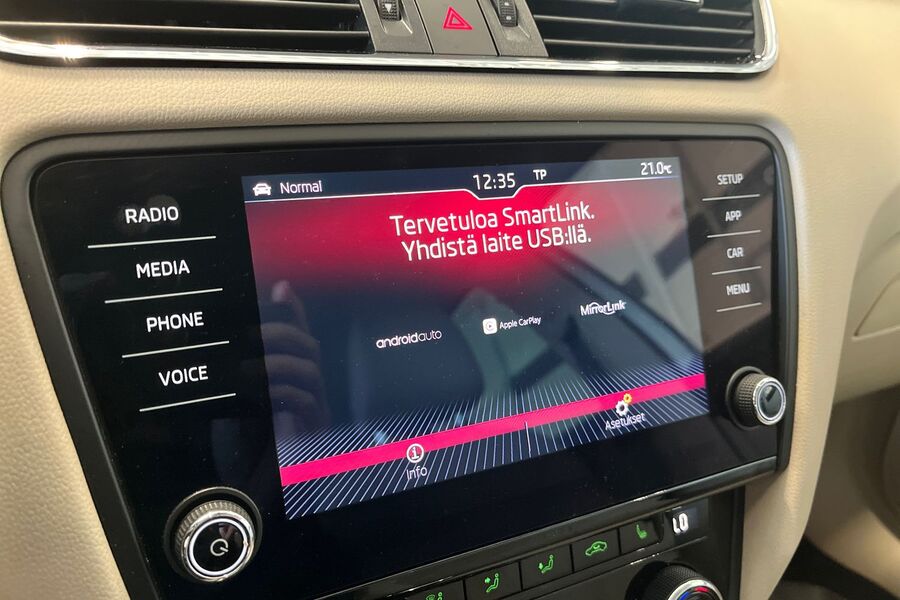 Normal
12:35
TP
21.0°C
Tervetuloa SmartLink.
Yhdistä laite USB:llä.
androidauto
Apple CarPlay
MirrorLink
Info
Asetukset
RADIO
MEDIA
PHONE
VOICE
SETUP
APP
CAR
MENU
LO